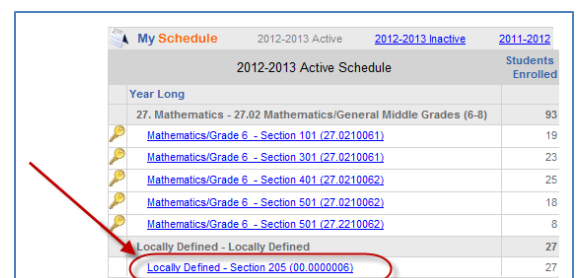 My Schedule 2012-2013 Active 2012-2013 Inactive 2011-2012
2012-2013 Active Schedule Students Enrolled
Year Long
27. Mathematics - 27.02 Mathematics/General Middle Grades (6-8) 93
Mathematics/Grade 6 - Section 101 (27.0210061) 19
Mathematics/Grade 6 - Section 301 (27.0210061) 23
Mathematics/Grade 6 - Section 401 (27.0210062) 25
Mathematics/Grade 6 - Section 501 (27.0210062) 18
Mathematics/Grade 6 - Section 501 (27.2210062) 8
Locally Defined - Locally Defined 27
Locally Defined - Section 205 (00.0000006) 27